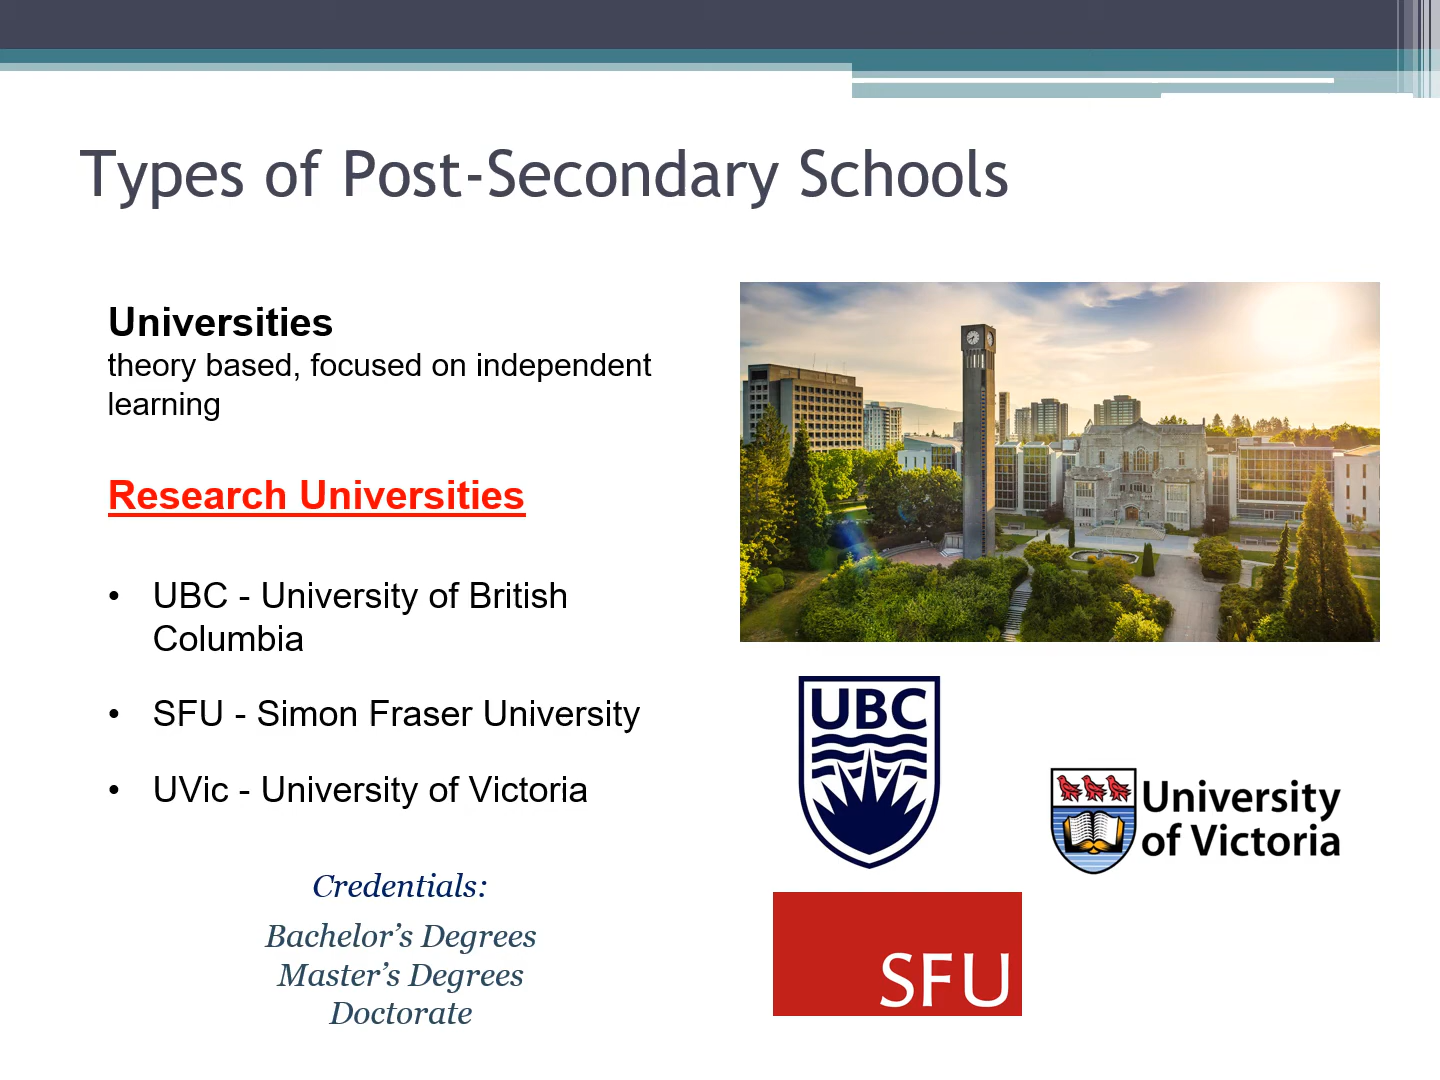 Types of Post-Secondary Schools
Universities
theory based, focused on independent
learning
Research Universities
• UBC - University of British
Columbia
• SFU - Simon Fraser University
• UVic - University of Victoria
Credentials:
Bachelor’s Degrees
Master’s Degrees
Doctorate
UBC
University
of Victoria
SFU